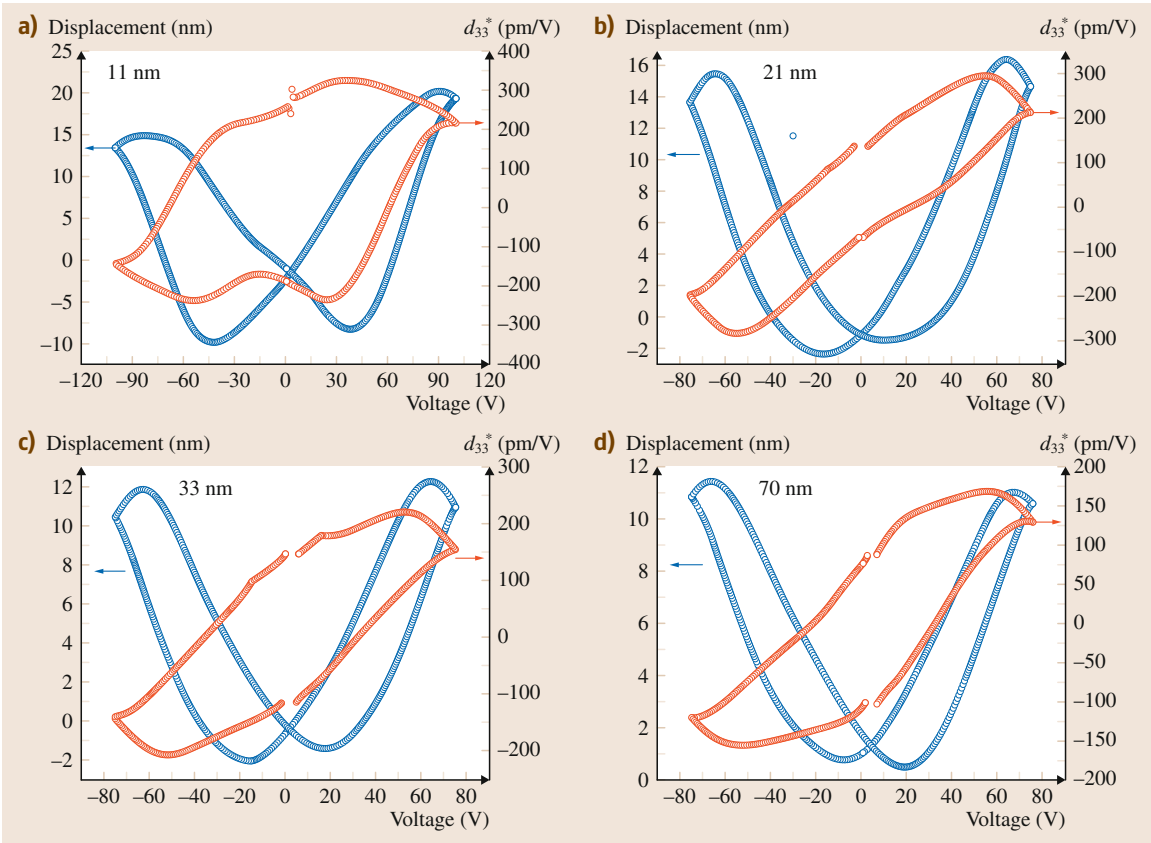 a) Displacement (nm) d33* (pm/V)
25 400
11 nm
20 300
15 200
10 100
5 0
0 −100
−5 −200
−10 −300
−400
−120 −90 −60 −30 0 30 60 90 120
Voltage (V)
b) Displacement (nm) d33* (pm/V)
16 300
21 nm
14
12 200
10 100
8
6 0
4 −100
2 −200
0
−2 −300
−80 −60 −40 −20 0 20 40 60 80
Voltage (V)
c) Displacement (nm) d33* (pm/V)
300
12 33 nm
10 200
8 100
6
4 0
2 −100
0
−2 −200
−80 −60 −40 −20 0 20 40 60 80
Voltage (V)
d) Displacement (nm) d33* (pm/V)
12 200
70 nm
150
10 100
8 50
6 0
4 −50
−100
2 −150
0 −200
−80 −60 −40 −20 0 20 40 60 80
Voltage (V)